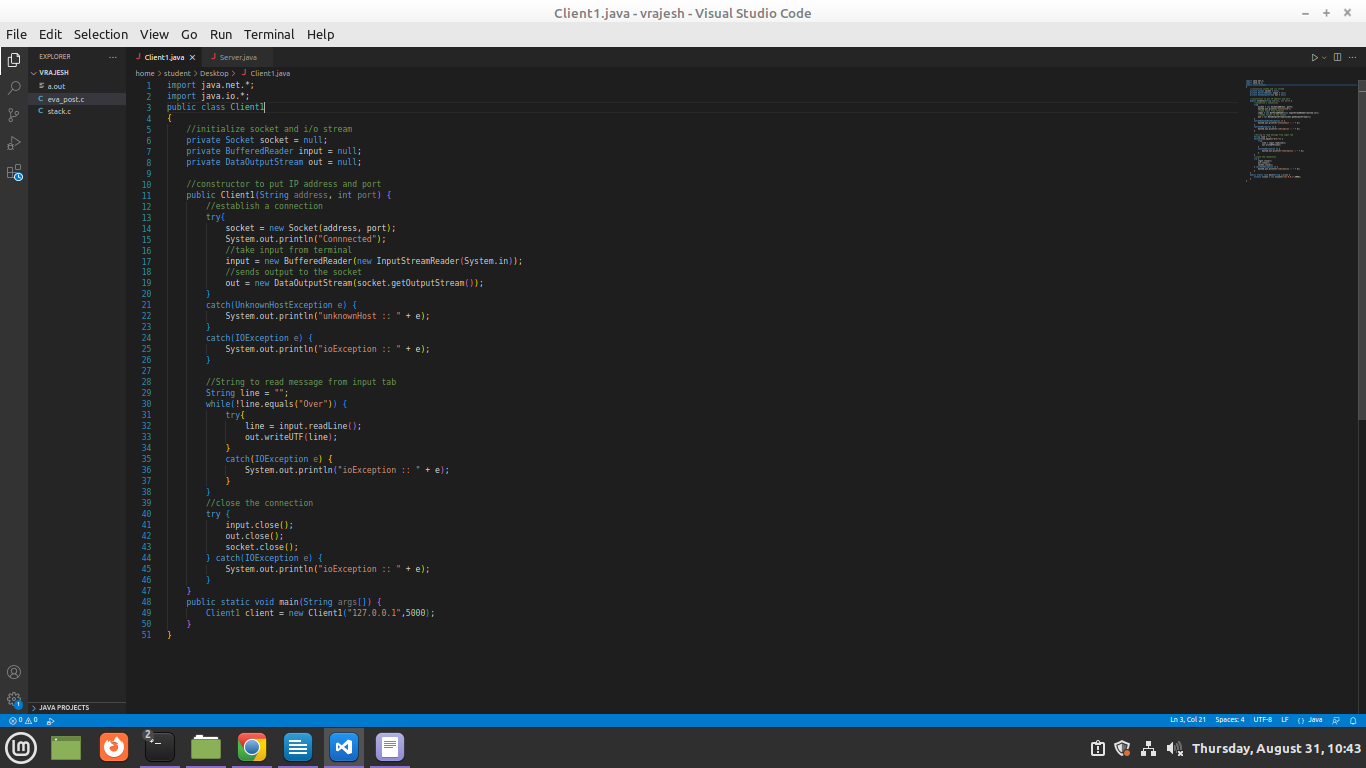 Client1.java - vrajesh - Visual Studio Code
File Edit Selection View Go Run Terminal Help
EXPLORER
VRAJESH
a.out
C eva_post.c
C stack.c
JAVA PROJECTS
J Client1.java
J Server.java
home > student > Desktop > J Client1.java
1 import java.net.*;
2 import java.io.*;
3 public class Client1
4 {
5 //initialize socket and i/o stream
6 private Socket socket = null;
7 private BufferedReader input = null;
8 private DataOutputStream out = null;
9
10 //constructor to put IP address and port
11 public Client1(String address, int port) {
12 //establish a connection
13 try{
14 socket = new Socket(address, port);
15 System.out.println("Connnected");
16 //take input from terminal
17 input = new BufferedReader(new InputStreamReader(System.in));
18 //sends output to the socket
19 out = new DataOutputStream(socket.getOutputStream());
20 }
21 catch(UnknownHostException e) {
22 System.out.println("unknownHost :: " + e);
23 }
24 catch(IOException e) {
25 System.out.println("ioException :: " + e);
26 }
27
28 //String to read message from input tab
29 String line = "";
30 while(!line.equals("Over")) {
31 try{
32 line = input.readLine();
33 out.writeUTF(line);
34 }
35 catch(IOException e) {
36 System.out.println("ioException :: " + e);
37 }
38 }
39 //close the connection
40 try {
41 input.close();
42 out.close();
43 socket.close();
44 } catch(IOException e) {
45 System.out.println("ioException :: " + e);
46 }
47 }
48 public static void main(String args[]) {
49 Client1 client = new Client1("127.0.0.1",5000);
50 }
51 }
0 0
Ln 3, Col 21 Spaces: 4 UTF-8 LF {} Java
2
Thursday, August 31, 10:43